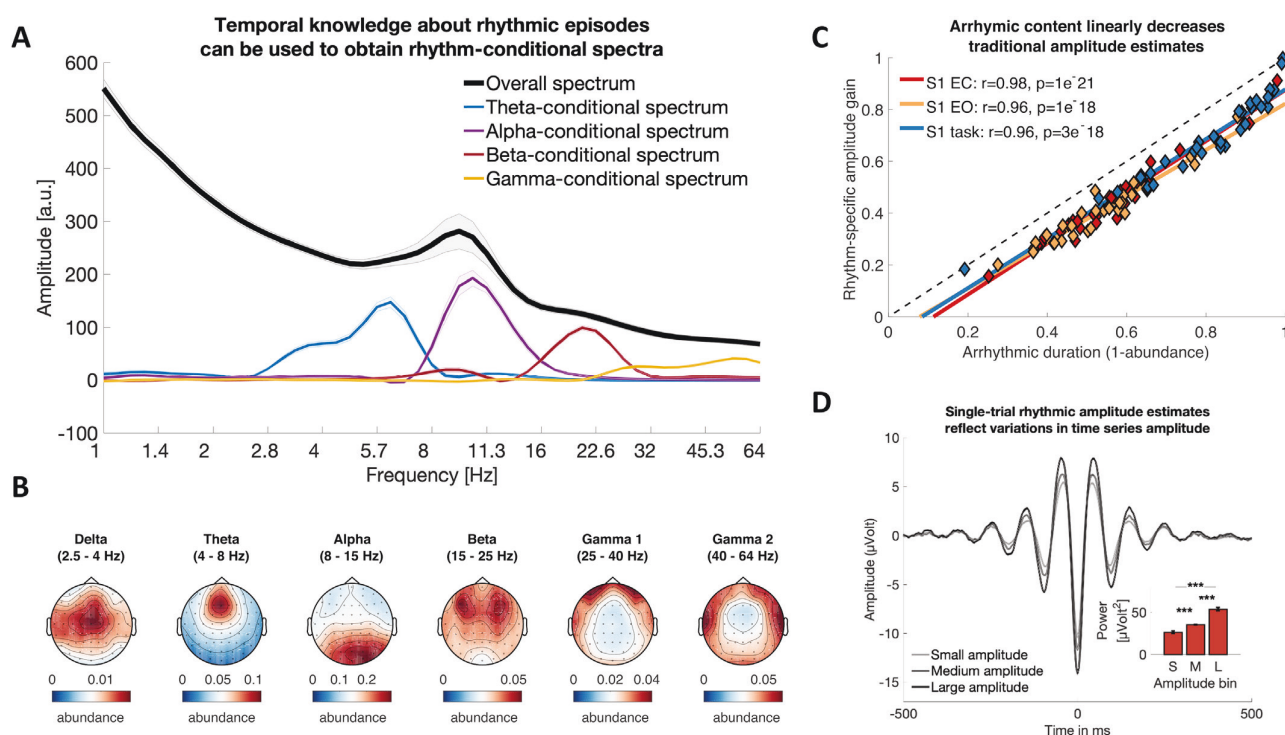 A
Temporal knowledge about rhythmic episodes
can be used to obtain rhythm-conditional spectra
600
500
400
300
200
100
0
-100
Amplitude [a.u.]
Overall spectrum
Theta-conditional spectrum
Alpha-conditional spectrum
Beta-conditional spectrum
Gamma-conditional spectrum
1 1.4 2 2.8 4 5.7 8 11.3 16 22.6 32 45.3 64
Frequency [Hz]
B
Delta
(2.5 - 4 Hz)
0 0.01
abundance
Theta
(4 - 8 Hz)
0 0.05 0.1
abundance
Alpha
(8 - 15 Hz)
0 0.1 0.2
abundance
Beta
(15 - 25 Hz)
0 0.05
abundance
Gamma 1
(25 - 40 Hz)
0 0.02 0.04
abundance
Gamma 2
(40 - 64 Hz)
0 0.05
abundance
C
Arrhymic content linearly decreases
traditional amplitude estimates
1
0.8
0.6
0.4
0.2
0
Rhythm-specific amplitude gain
S1 EC: r=0.98, p=1e-21
S1 EO: r=0.96, p=1e-18
S1 task: r=0.96, p=3e-18
0 0.2 0.4 0.6 0.8 1
Arrhythmic duration (1-abundance)
D
Single-trial rhythmic amplitude estimates
reflect variations in time series amplitude
10
5
0
-5
-10
-15
Amplitude (µVolt)
Small amplitude
Medium amplitude
Large amplitude
-500 0 500
Time in ms
***
***
***
Power
[µVolt²]
50
0
S M L
Amplitude bin